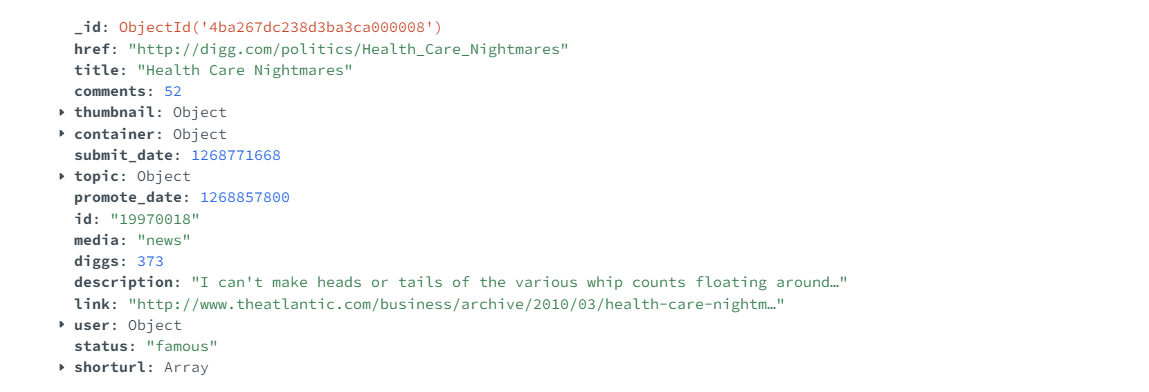 _id: ObjectId('4ba267dc238d3ba3ca000008')
href: "http://digg.com/politics/Health_Care_Nightmares"
title: "Health Care Nightmares"
comments: 52
thumbnail: Object
container: Object
submit_date: 1268771668
topic: Object
promote_date: 1268857800
id: "19970018"
media: "news"
diggs: 373
description: "I can't make heads or tails of the various whip counts floating around…"
link: "http://www.theatlantic.com/business/archive/2010/03/health-care-nightm…"
user: Object
status: "famous"
shorturl: Array